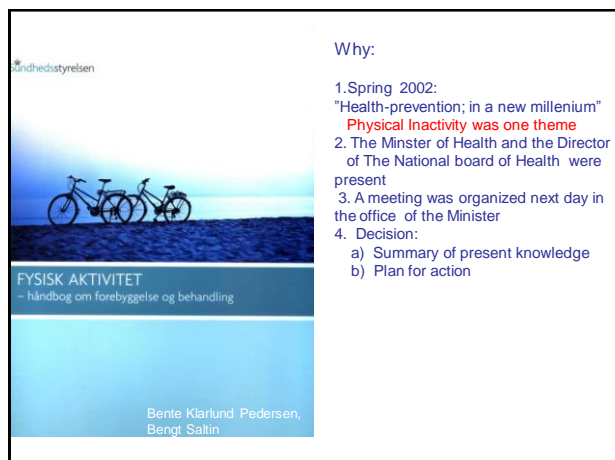 Sundhedsstyrelsen
FYSISK AKTIVITET
– håndbog om forebyggelse og behandling
Bente Klarlund Pedersen,
Bengt Saltin
Why:
1.Spring 2002:
”Health-prevention; in a new millenium”
Physical Inactivity was one theme
2. The Minster of Health and the Director
of The National board of Health were
present
3. A meeting was organized next day in
the office of the Minister
4. Decision:
a) Summary of present knowledge
b) Plan for action